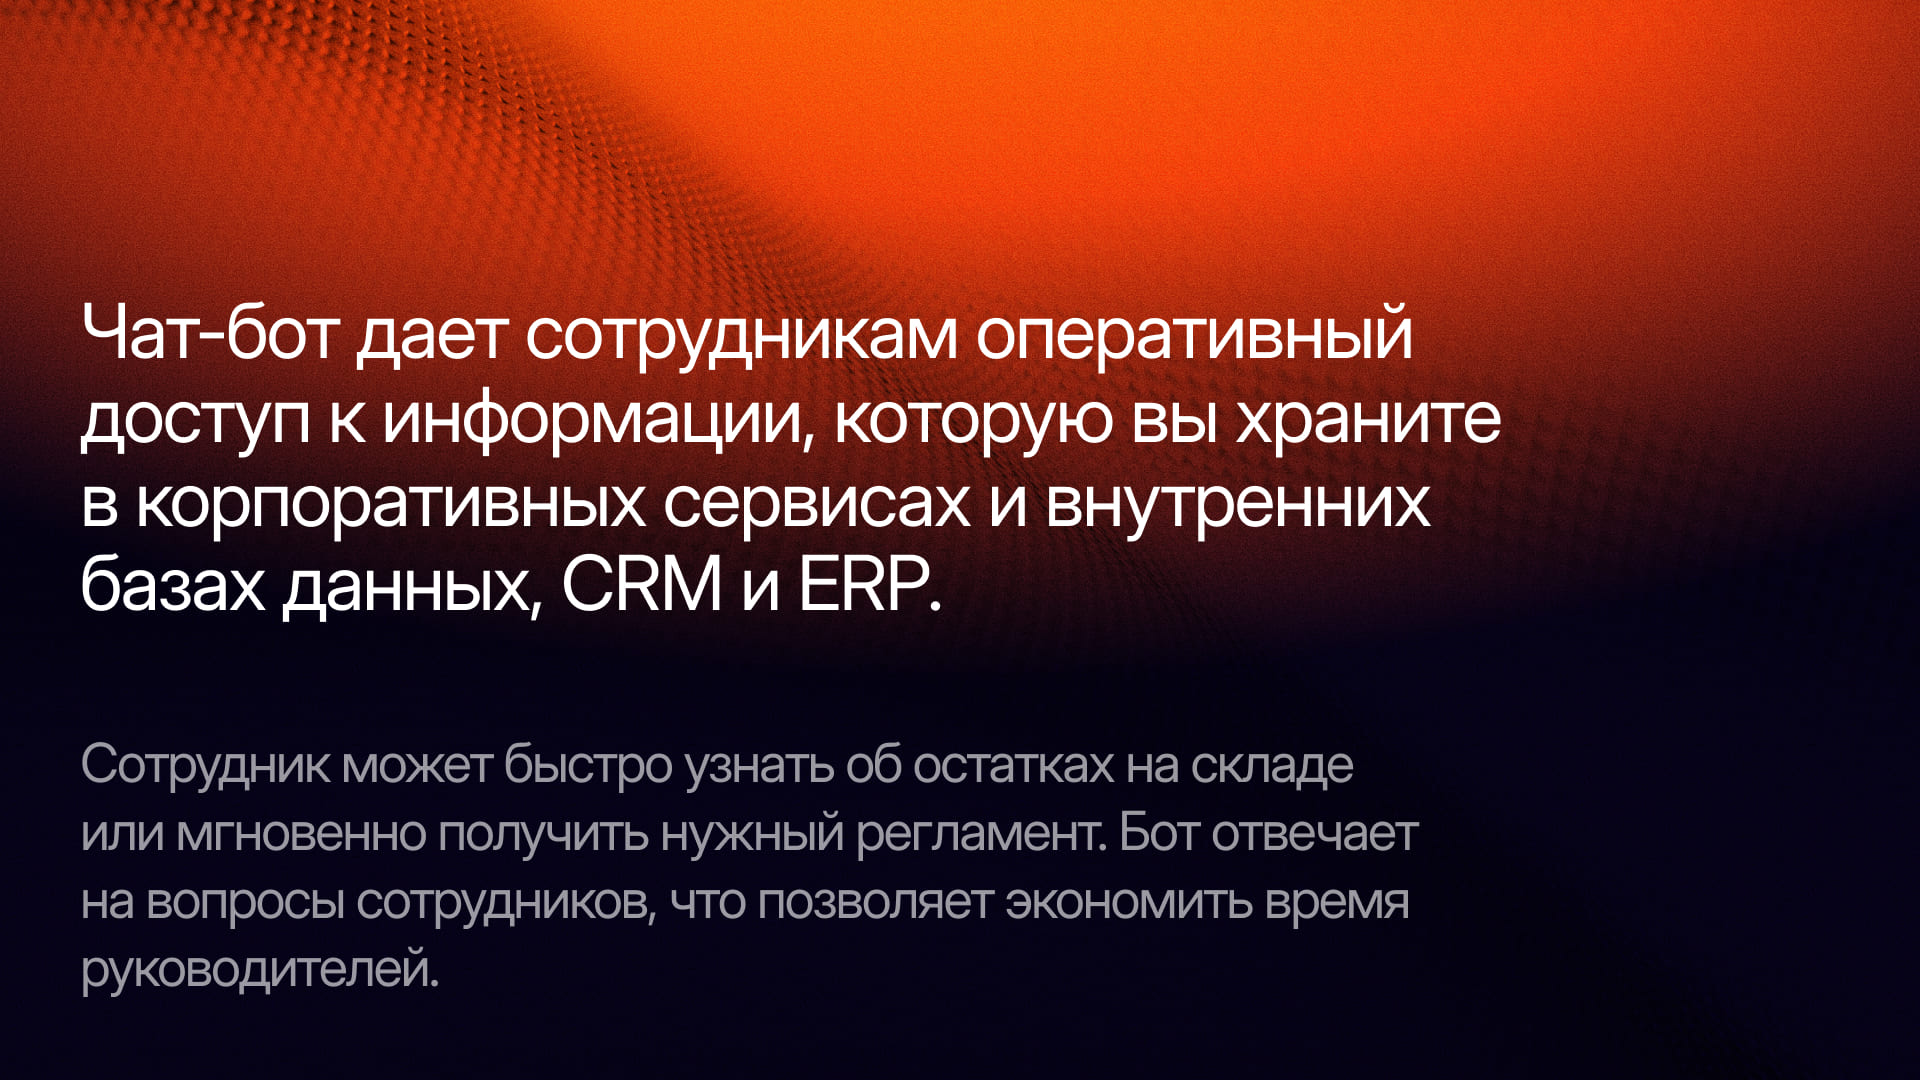 Чат-бот дает сотрудникам оперативный
доступ к информации, которую вы храните
в корпоративных сервисах и внутренних
базах данных, CRM и ERP.
Сотрудник может быстро узнать об остатках на складе
или мгновенно получить нужный регламент. Бот отвечает
на вопросы сотрудников, что позволяет экономить время
руководителей.